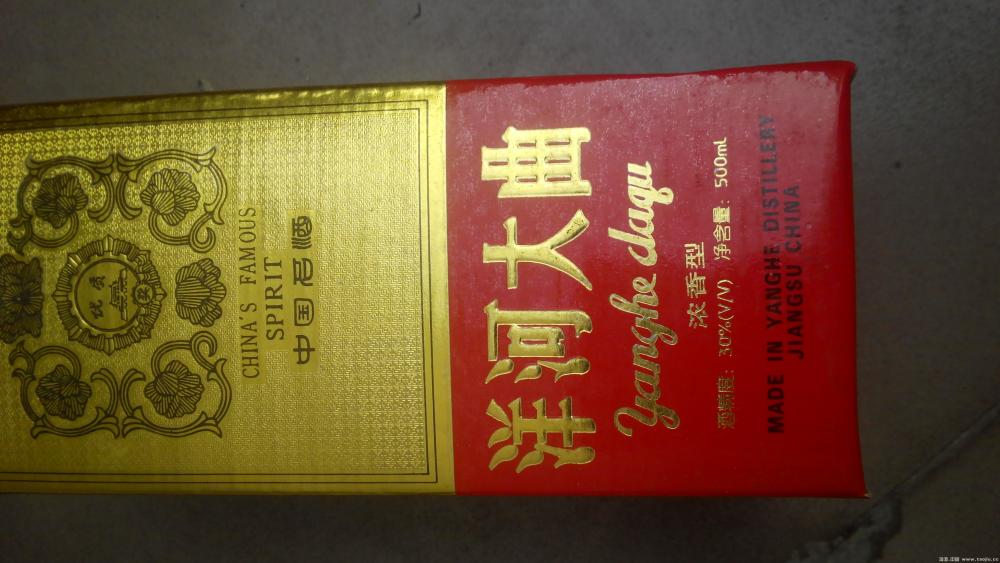 CHINA'S FAMOUS
SPIRIT
中国名酒
洋河大曲
Yanghe daqu
浓香型
酒精度: 30%(V/V) 净含量: 500mL
MADE IN YANGHE DISTILLERY
JIANGSU CHINA